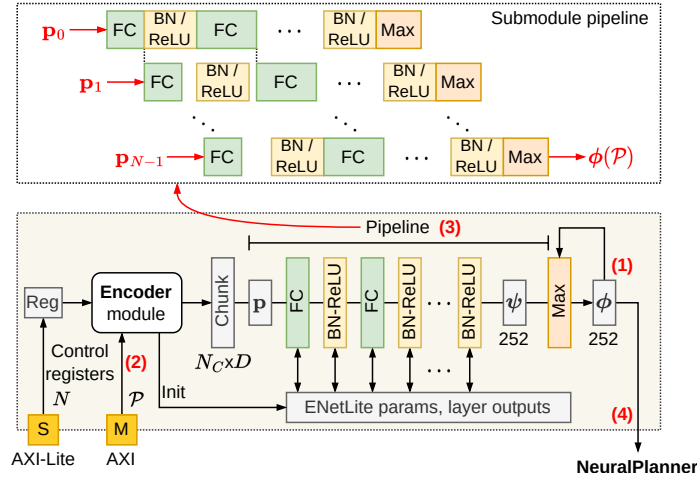 Submodule pipeline
p0 FC BN / ReLU FC ··· BN / ReLU Max
p1 FC BN / ReLU FC ··· BN / ReLU Max
pN−1 FC BN / ReLU FC ··· BN / ReLU Max ϕ(P)
Pipeline (3)
(1)
Reg
Encoder
module
Chunk
p
FC
BN-ReLU
FC
BN-ReLU
···
BN-ReLU
ψ
Max
ϕ
NCxD
252
252
Control
registers
N
(2)
P
Init
···
ENetLite params, layer outputs
(4)
S
M
AXI-Lite
AXI
NeuralPlanner